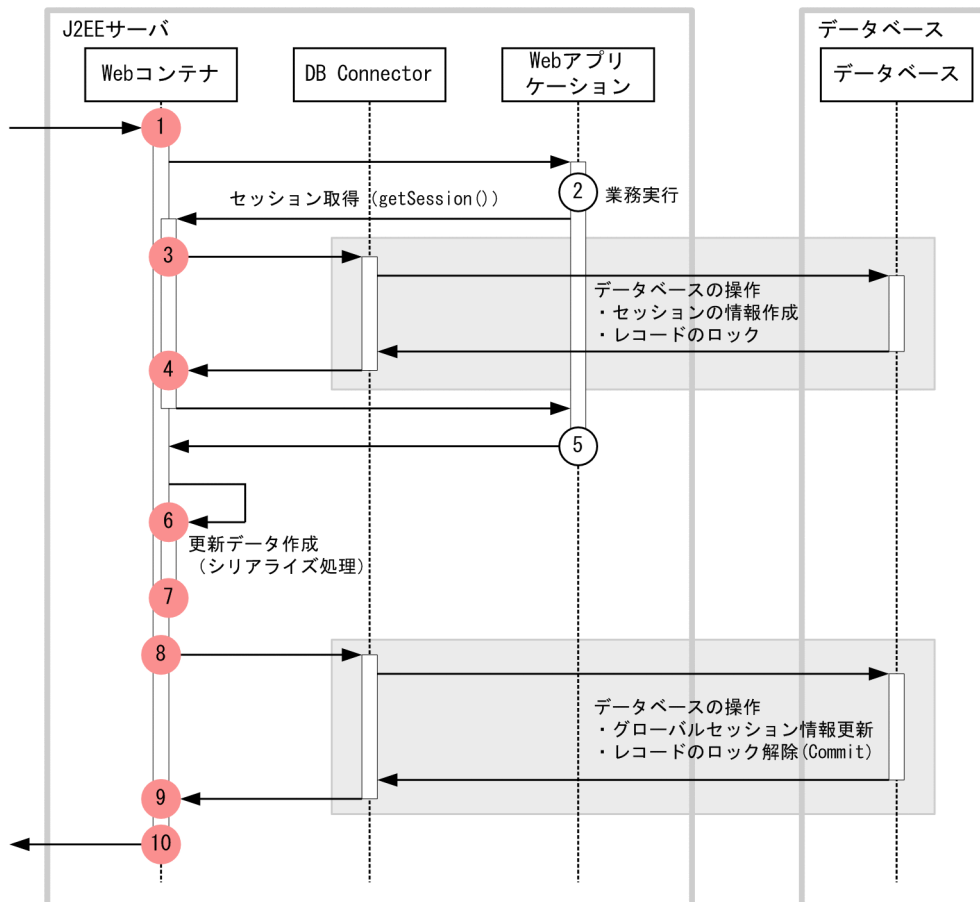 J2EEサーバ
データベース
Webコンテナ
DB Connector
Webアプリ
ケーション
データベース
1
2
業務実行
セッション取得（getSession()）
3
データベースの操作
・セッションの情報作成
・レコードのロック
4
5
6
更新データ作成
（シリアライズ処理）
7
8
データベースの操作
・グローバルセッション情報更新
・レコードのロック解除(Commit)
9
10